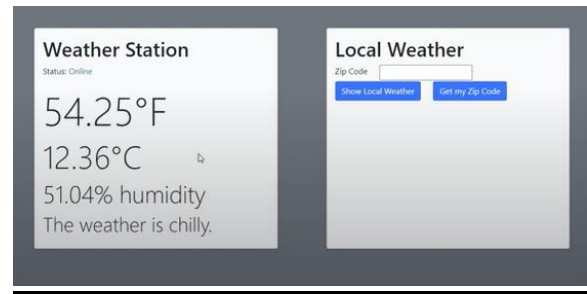 Weather Station
Status: Online
54.25°F
12.36°C
51.04% humidity
The weather is chilly.
Local Weather
Zip Code
Show Local Weather
Get my Zip Code